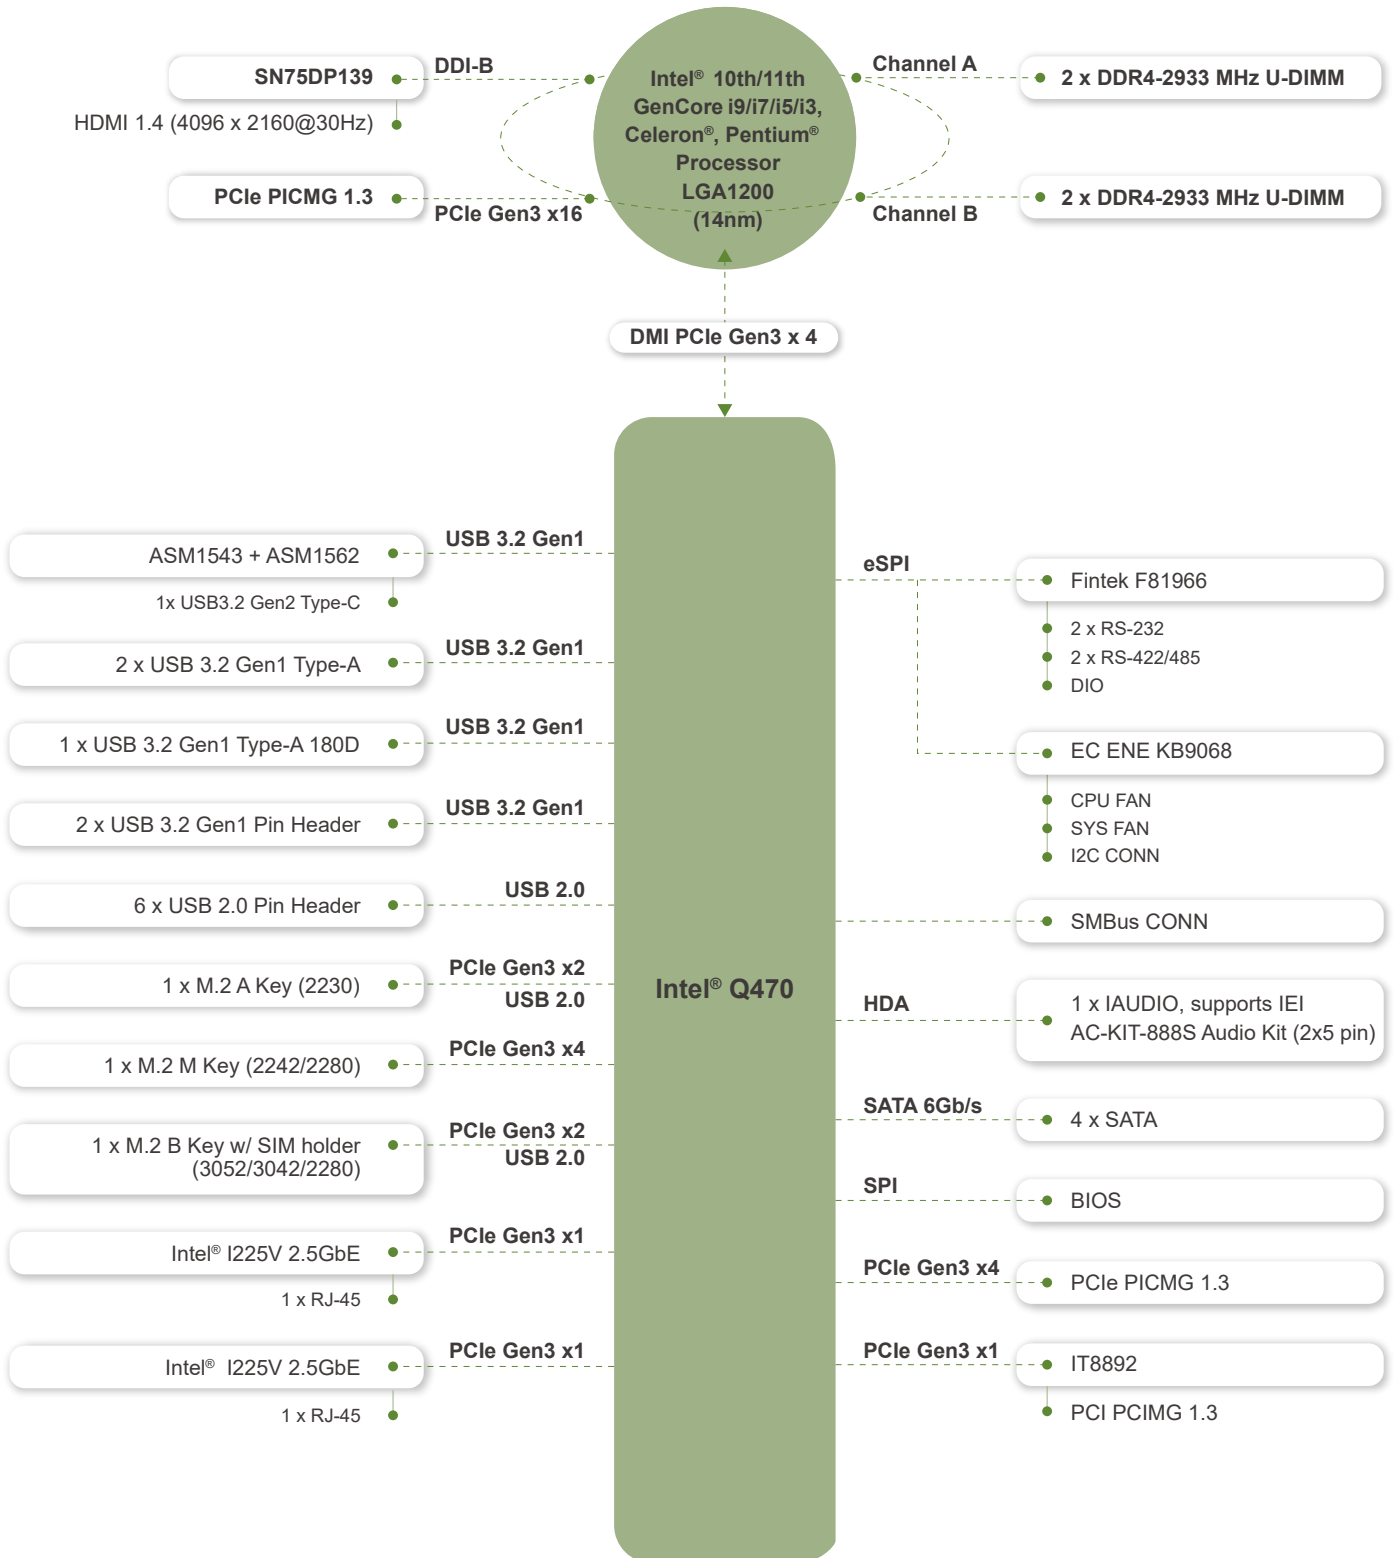 SN75DP139
DDI-B
HDMI 1.4 (4096 x 2160@30Hz)
PCIe PICMG 1.3
PCIe Gen3 x16
Intel® 10th/11th
GenCore i9/i7/i5/i3,
Celeron®, Pentium®
Processor
LGA1200
(14nm)
Channel A
2 x DDR4-2933 MHz U-DIMM
Channel B
2 x DDR4-2933 MHz U-DIMM
DMI PCIe Gen3 x 4
ASM1543 + ASM1562
USB 3.2 Gen1
1x USB3.2 Gen2 Type-C
2 x USB 3.2 Gen1 Type-A
USB 3.2 Gen1
1 x USB 3.2 Gen1 Type-A 180D
USB 3.2 Gen1
2 x USB 3.2 Gen1 Pin Header
USB 3.2 Gen1
6 x USB 2.0 Pin Header
USB 2.0
1 x M.2 A Key (2230)
PCIe Gen3 x2
USB 2.0
1 x M.2 M Key (2242/2280)
PCIe Gen3 x4
1 x M.2 B Key w/ SIM holder
(3052/3042/2280)
PCIe Gen3 x2
USB 2.0
Intel® I225V 2.5GbE
PCIe Gen3 x1
1 x RJ-45
Intel® I225V 2.5GbE
PCIe Gen3 x1
1 x RJ-45
Intel® Q470
eSPI
Fintek F81966
2 x RS-232
2 x RS-422/485
DIO
EC ENE KB9068
CPU FAN
SYS FAN
I2C CONN
SMBus CONN
HDA
1 x IAUDIO, supports IEI
AC-KIT-888S Audio Kit (2x5 pin)
SATA 6Gb/s
4 x SATA
SPI
BIOS
PCIe Gen3 x4
PCIe PICMG 1.3
PCIe Gen3 x1
IT8892
PCI PCIMG 1.3